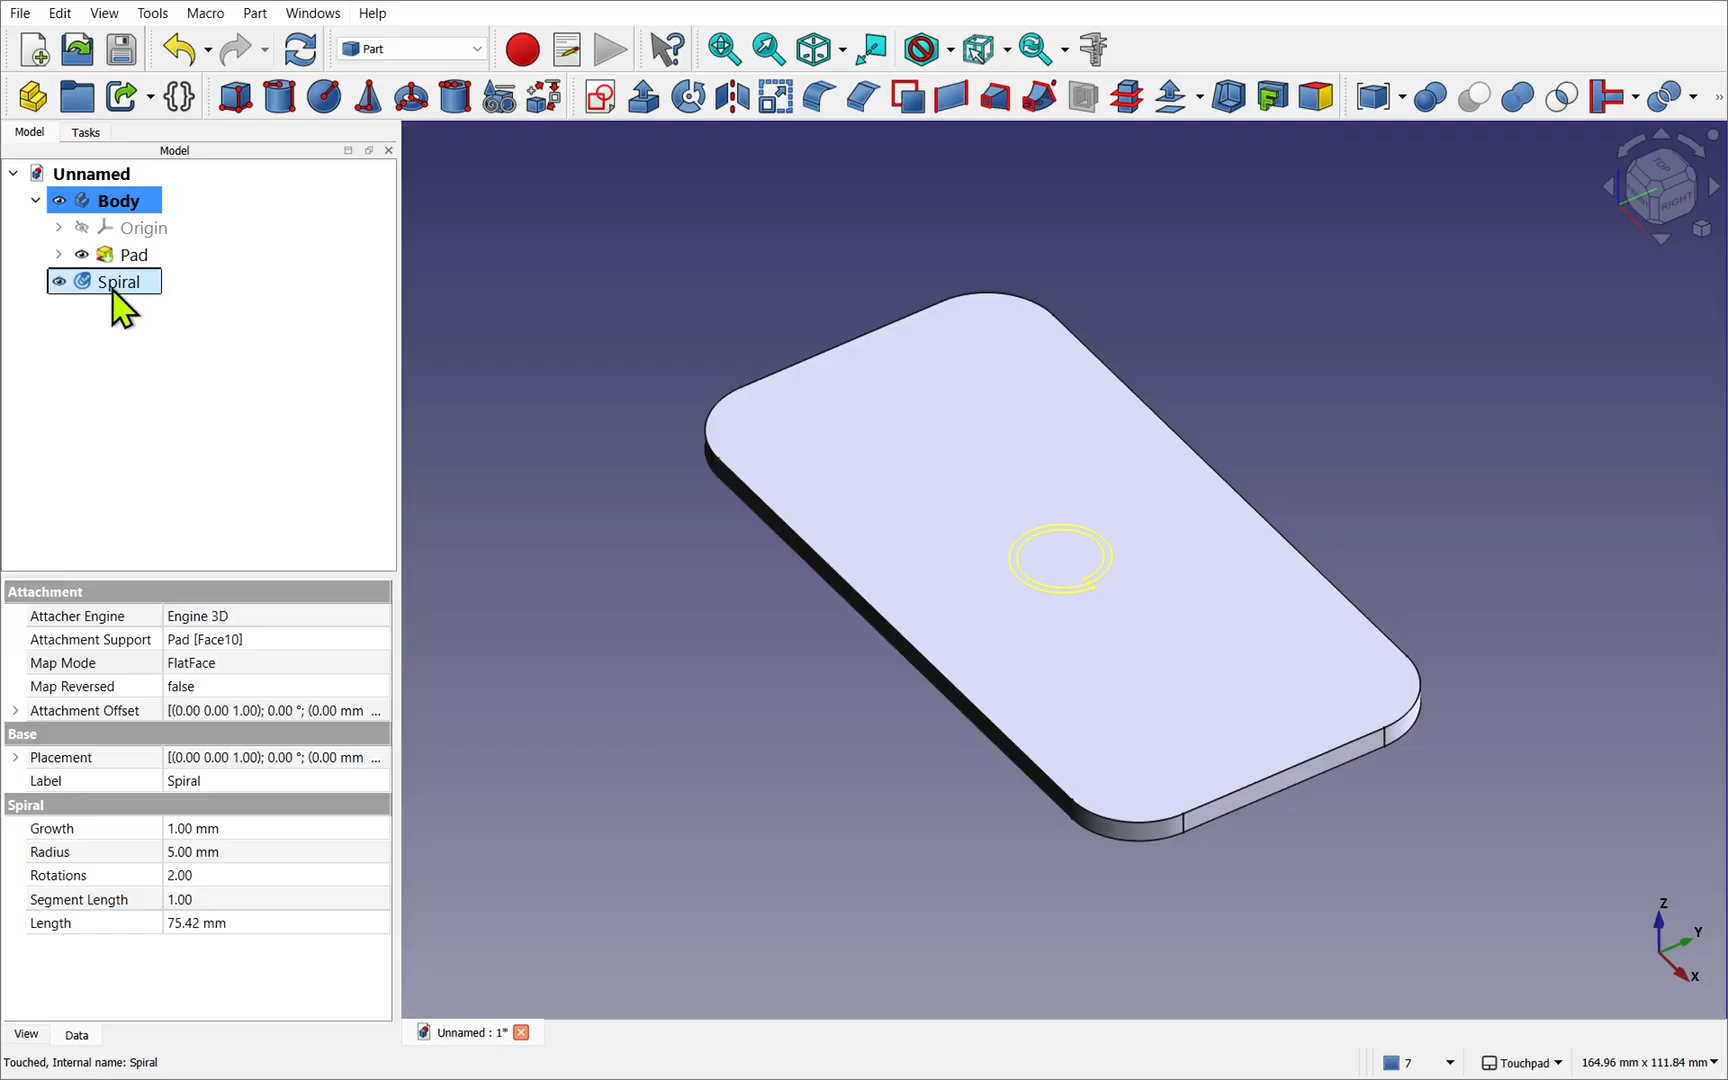 File Edit View Tools Macro Part Windows Help
Part
Model Tasks
Model
Unnamed
Body
Origin
Pad
Spiral
TOP
RIGHT
Attachment
Attacher Engine Engine 3D
Attachment Support Pad [Face10]
Map Mode FlatFace
Map Reversed false
Attachment Offset [(0.00 0.00 1.00); 0.00 °; (0.00 mm ...
Base
Placement [(0.00 0.00 1.00); 0.00 °; (0.00 mm ...
Label Spiral
Spiral
Growth 1.00 mm
Radius 5.00 mm
Rotations 2.00
Segment Length 1.00
Length 75.42 mm
Z
Y
X
View Data
Unnamed : 1*
Touched, Internal name: Spiral
7 Touchpad 164.96 mm x 111.84 mm